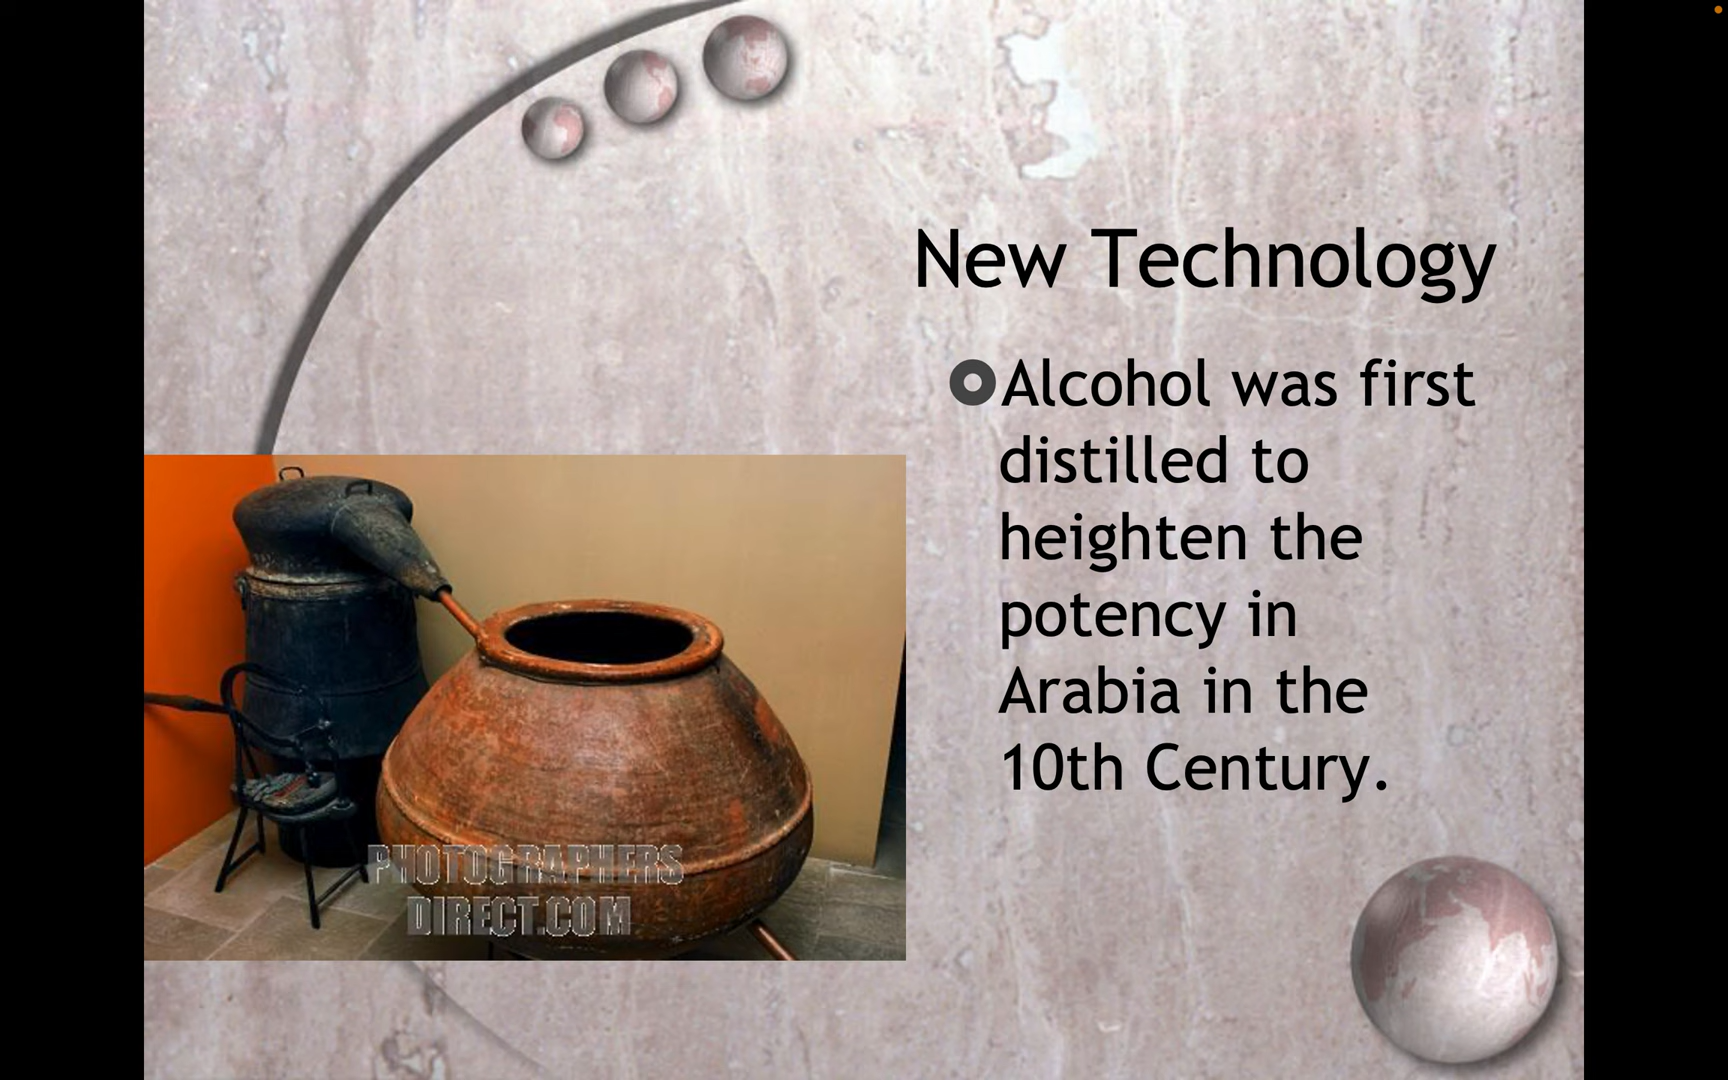 New Technology
Alcohol was first
distilled to
heighten the
potency in
Arabia in the
10th Century.
PHOTOGRAPHERS
DIRECT.COM